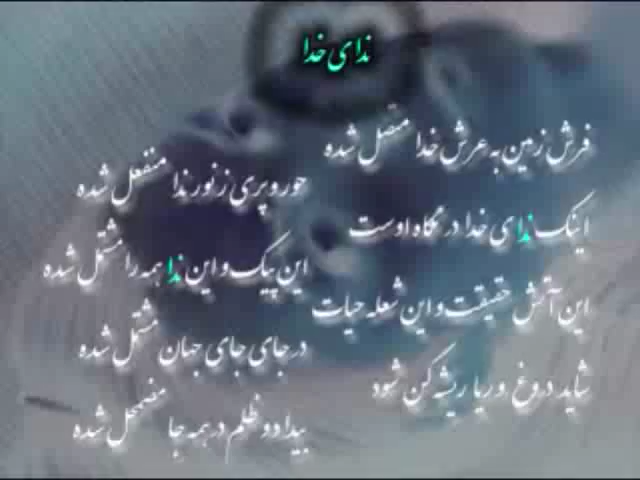 ندای خدا
فرش زمین به عرش خدا متصل شده
حور و پری ز نور ندا منفعل شده
اینک ندای خدا در نگاه اوست
این پیک و این ندا همه را مشتعل شده
این آتش حقیقت و این شعله حیات
در جای جای جهان مشتعل شده
شاید دروغ و ریا ریشه کن شود
بیداد و ظلم در همه جا مضمحل شده